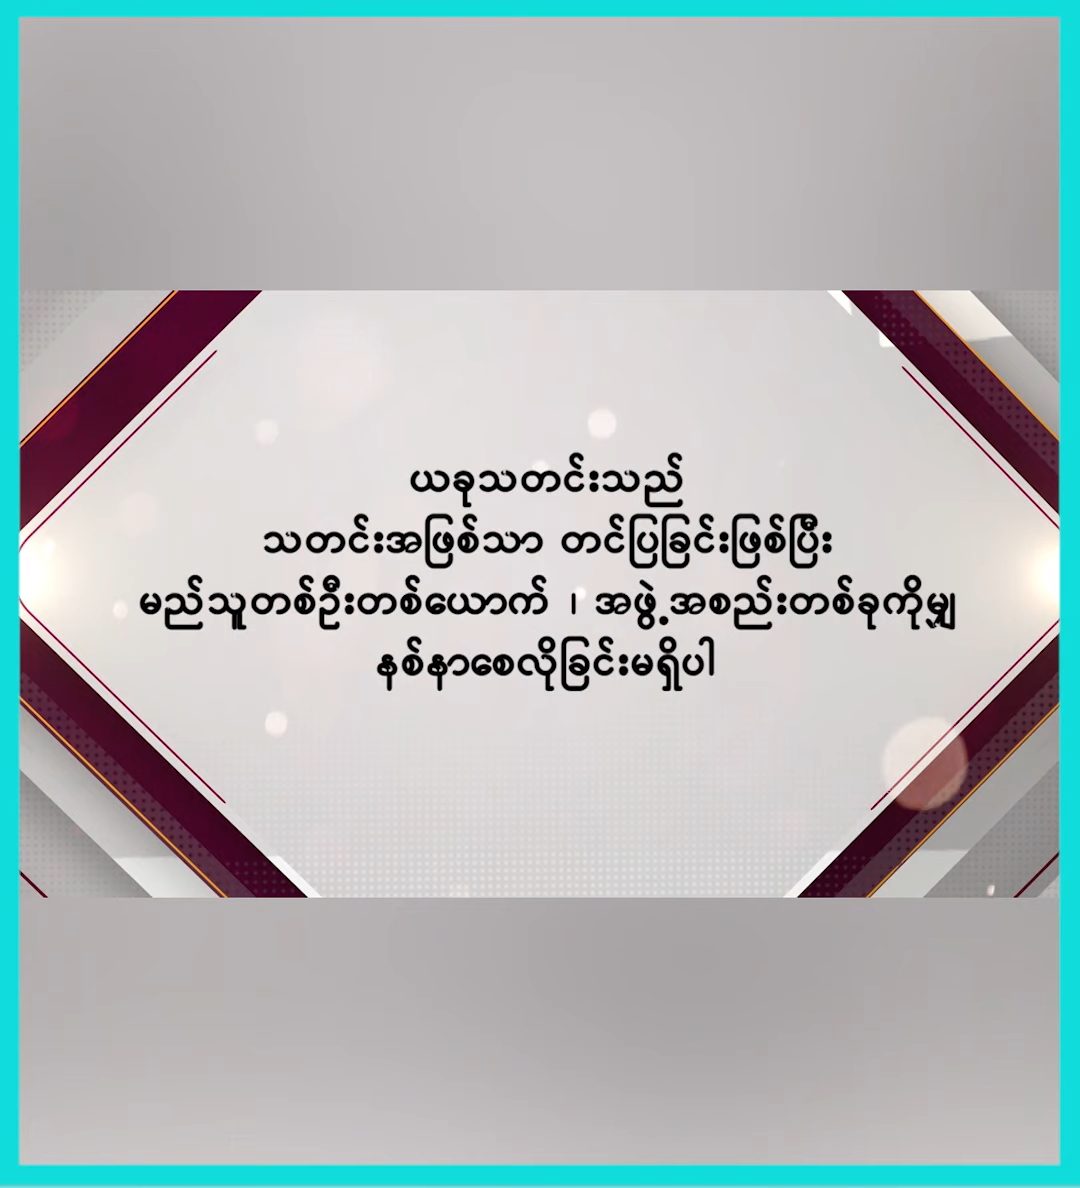 ယခုသတင်းသည်
သတင်းအဖြစ်သာ တင်ပြခြင်းဖြစ်ပြီး
မည်သူတစ်ဦးတစ်ယောက် ၊ အဖွဲ့အစည်းတစ်ခုကိုမျှ
နစ်နာစေလိုခြင်းမရှိပါ